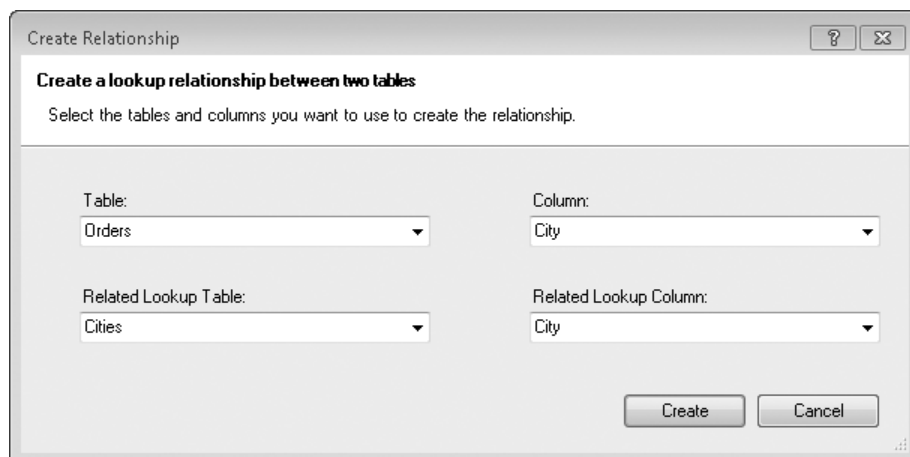 Create Relationship
Create a lookup relationship between two tables
Select the tables and columns you want to use to create the relationship.
Table:
Column:
Orders
City
Related Lookup Table:
Related Lookup Column:
Cities
City
Create
Cancel